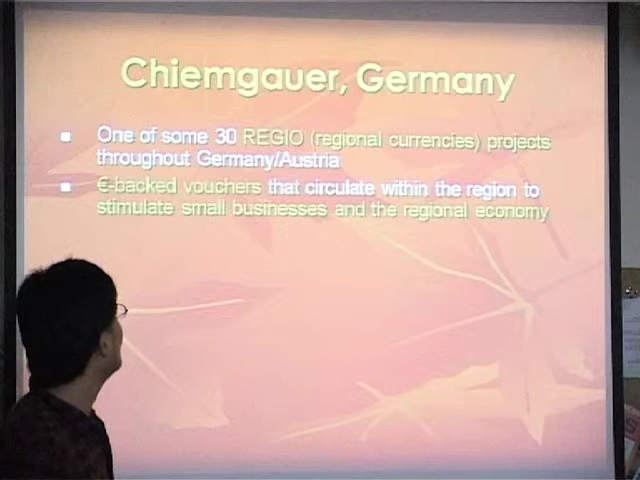 Chiemgauer, Germany
▪ One of some 30 REGIO (regional currencies) projects
throughout Germany/Austria
▪ €-backed vouchers that circulate within the region to
stimulate small businesses and the regional economy